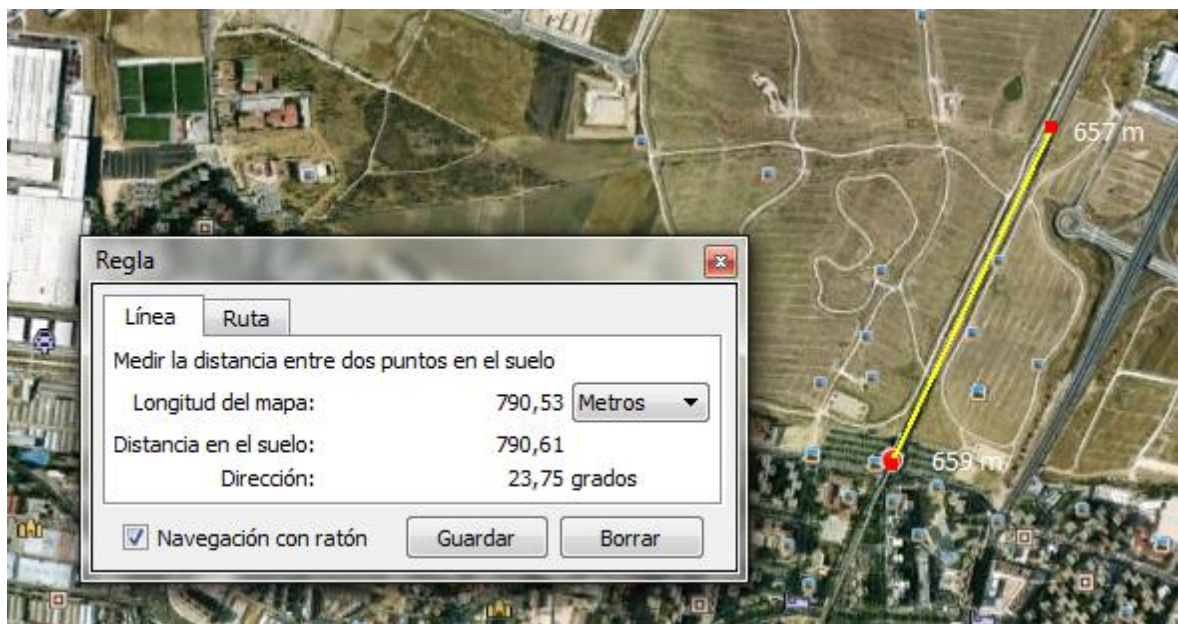 657 m
Regla
Línea Ruta
Medir la distancia entre dos puntos en el suelo
Longitud del mapa: 790,53 Metros
Distancia en el suelo: 790,61
Dirección: 23,75 grados
659 m
Navegación con ratón Guardar Borrar